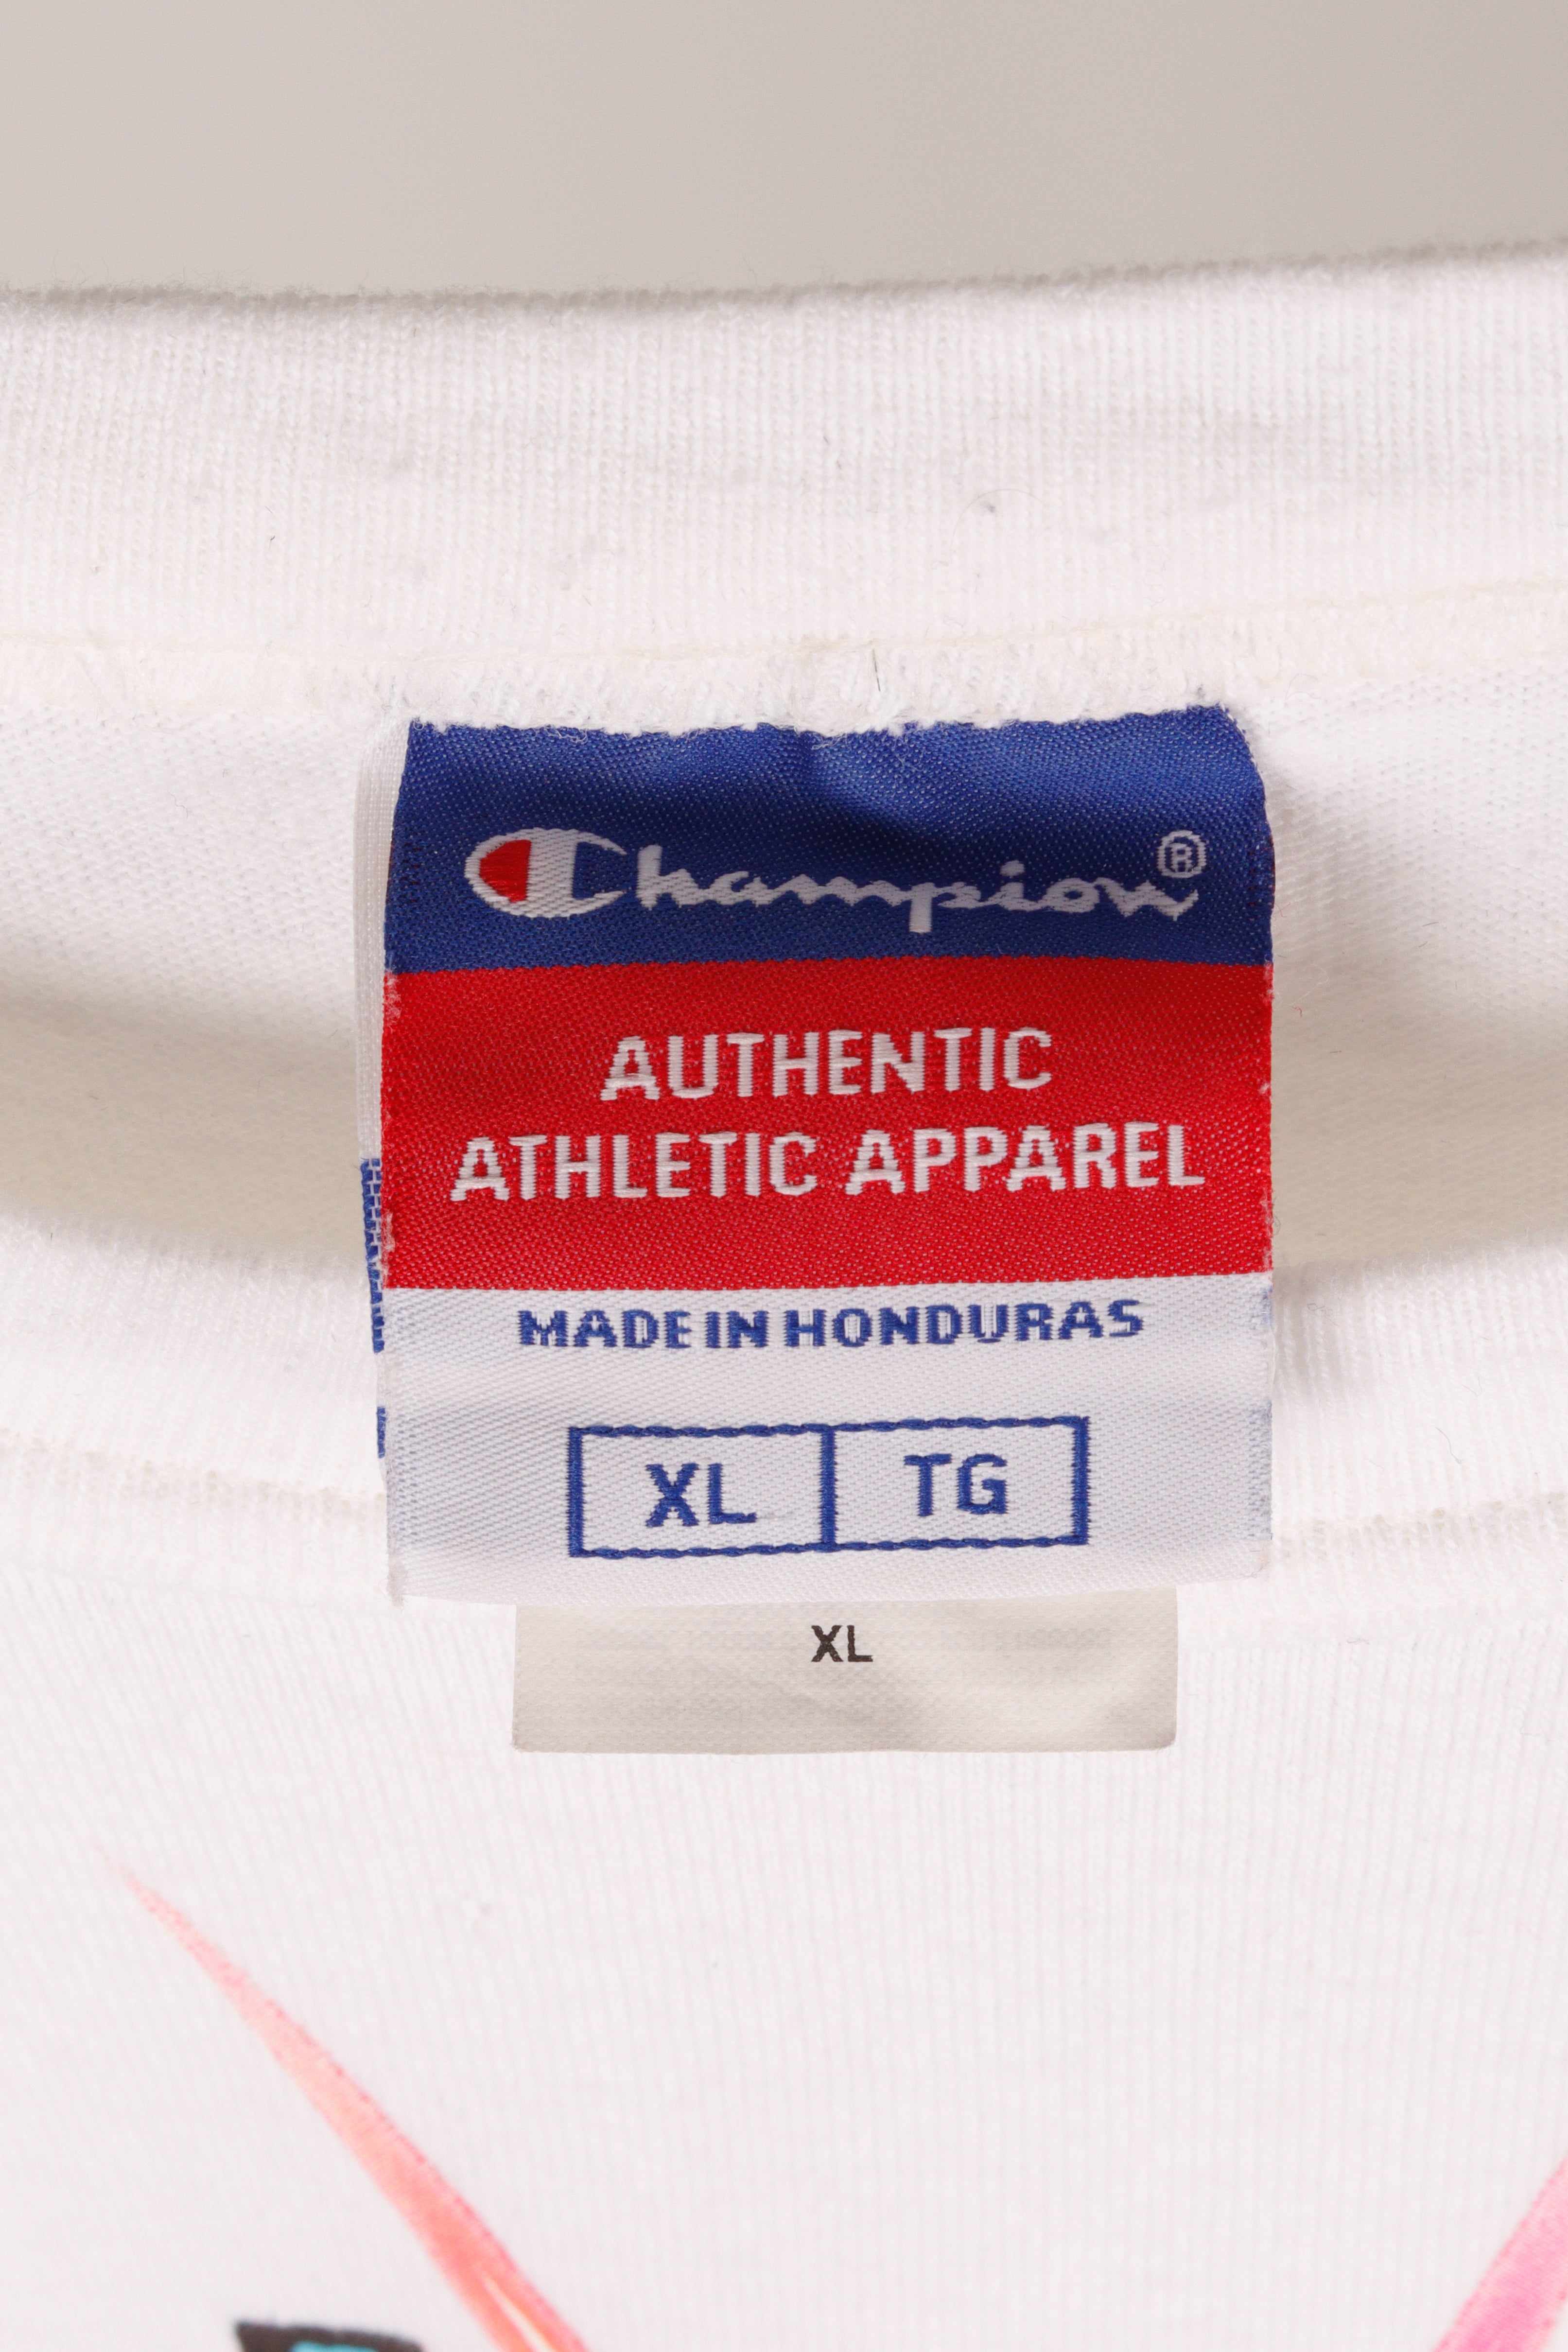 Champion®
AUTHENTIC
ATHLETIC APPAREL
MADE IN HONDURAS
XL TG
XL